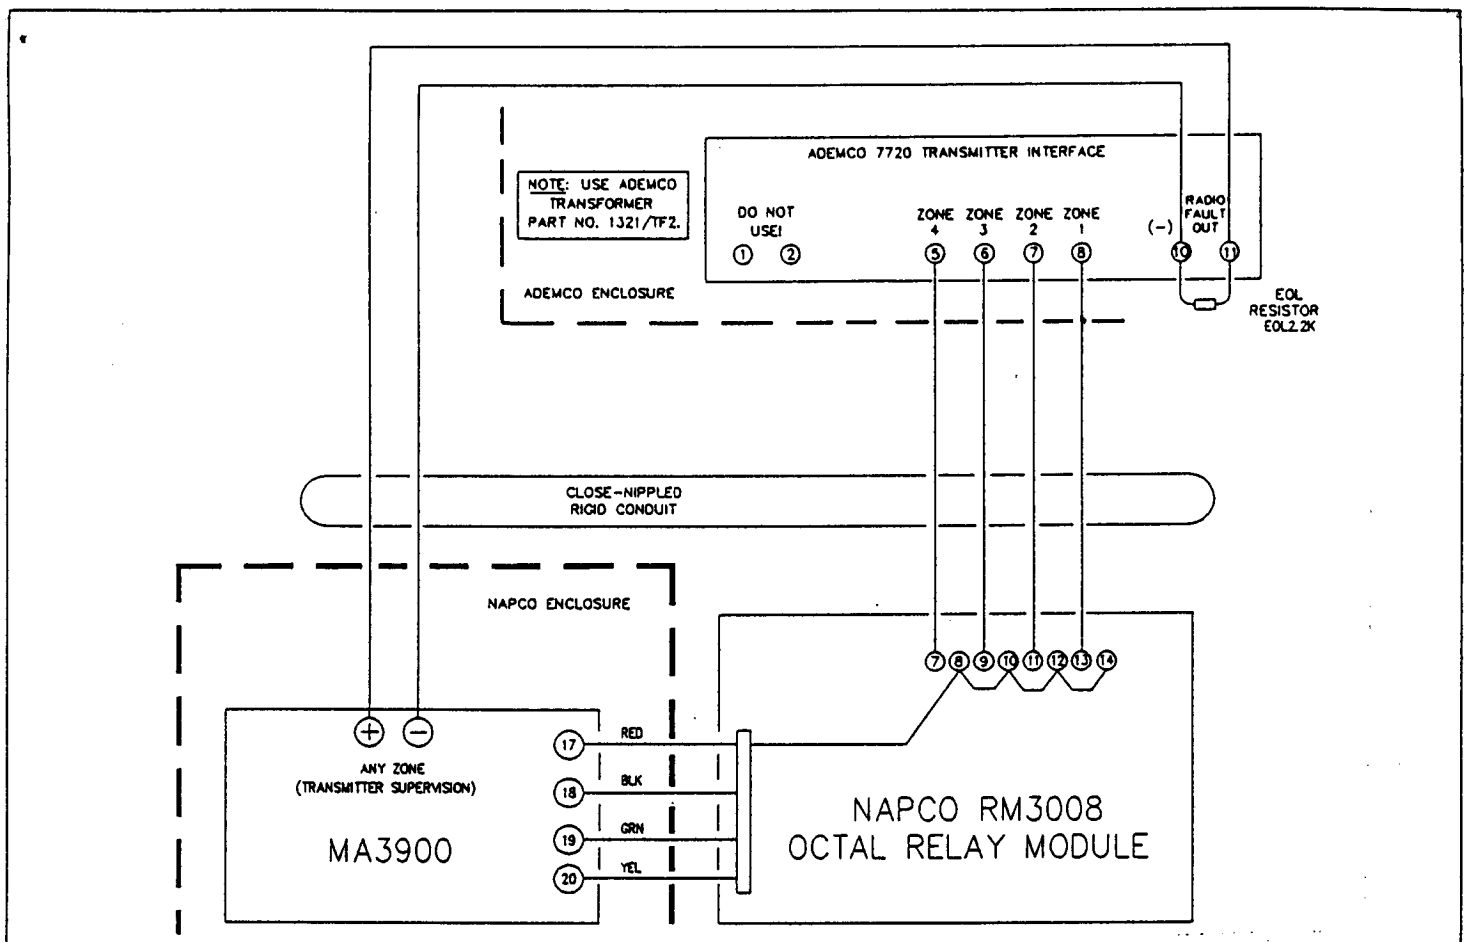 ADEMCO 7720 TRANSMITTER INTERFACE
NOTE: USE ADEMCO
TRANSFORMER
PART NO. 1321/TF2.
DO NOT
USE!
1 2
ZONE ZONE ZONE ZONE
4 3 2 1
5 6 7 8
(-)
RADIO
FAULT
OUT
10 11
ADEMCO ENCLOSURE
EOL
RESISTOR
EOL2.2K
CLOSE-NIPPLED
RIGID CONDUIT
NAPCO ENCLOSURE
7 8 9 10 11 12 13 14
+ −
ANY ZONE
(TRANSMITTER SUPERVISION)
MA3900
17 RED
18 BLK
19 GRN
20 YEL
NAPCO RM3008
OCTAL RELAY MODULE